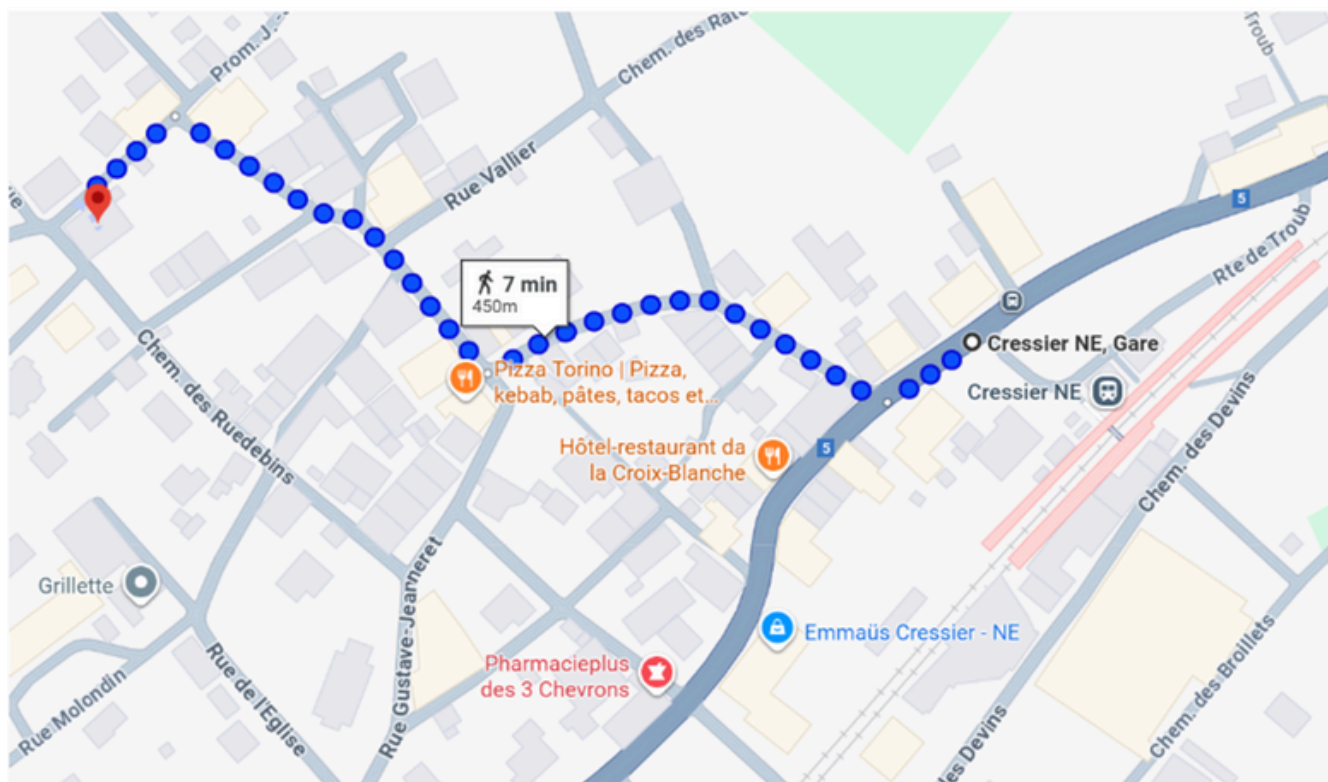 Prom. J.-
Chem. des Rate
Troub
Rue Vallier
5
Rte de Troub
7 min
450m
Cressier NE, Gare
Cressier NE
Pizza Torino | Pizza,
kebab, pâtes, tacos et...
Hôtel-restaurant da
la Croix-Blanche
5
Chem. des Ruedebins
Chem. des Devins
Grillette
Rue Gustave-Jeanneret
Emmaüs Cressier - NE
Pharmacieplus
des 3 Chevrons
Rue Molondin
Rue de l'Eglise
des Devins
Chem. des Broillets